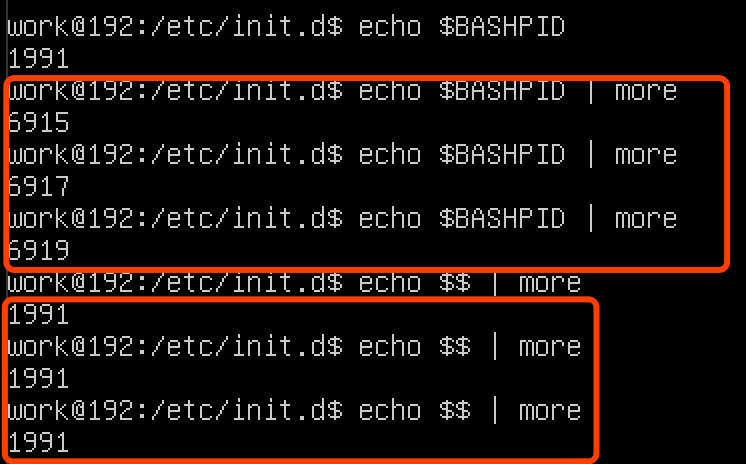 work@192:/etc/init.d$ echo $BASHPID
1991
work@192:/etc/init.d$ echo $BASHPID | more
6915
work@192:/etc/init.d$ echo $BASHPID | more
6917
work@192:/etc/init.d$ echo $BASHPID | more
6919
work@192:/etc/init.d$ echo $$ | more
1991
work@192:/etc/init.d$ echo $$ | more
1991
work@192:/etc/init.d$ echo $$ | more
1991